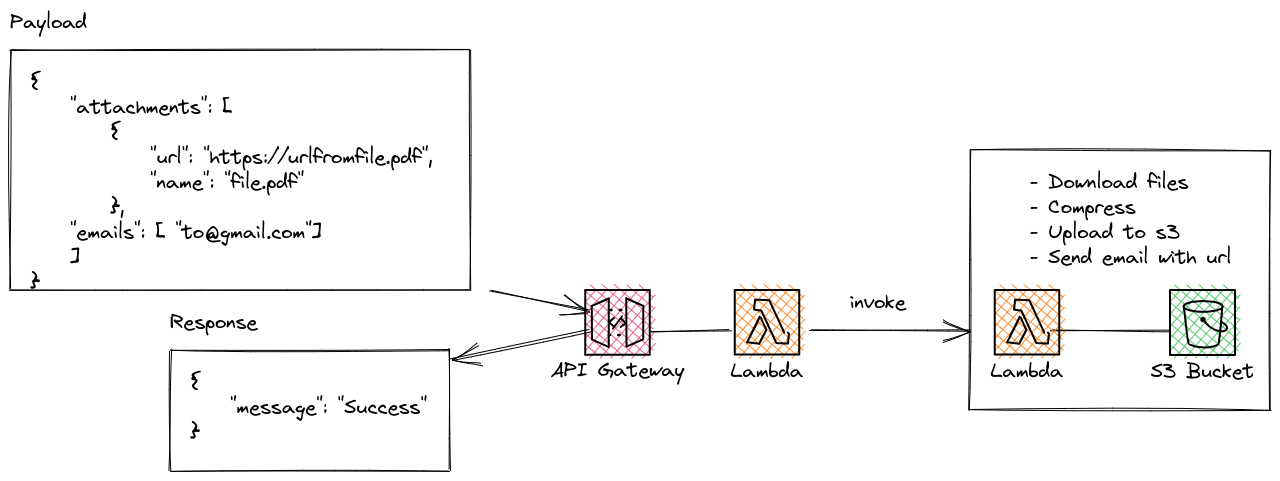 Payload
{
"attachments": [
{
"url": "https://urlfromfile.pdf",
"name": "file.pdf"
},
"emails": [ "to@gmail.com"]
]
}
Response
{
"message": "Success"
}
API Gateway
Lambda
invoke
- Download files
- Compress
- Upload to s3
- Send email with url
Lambda
S3 Bucket